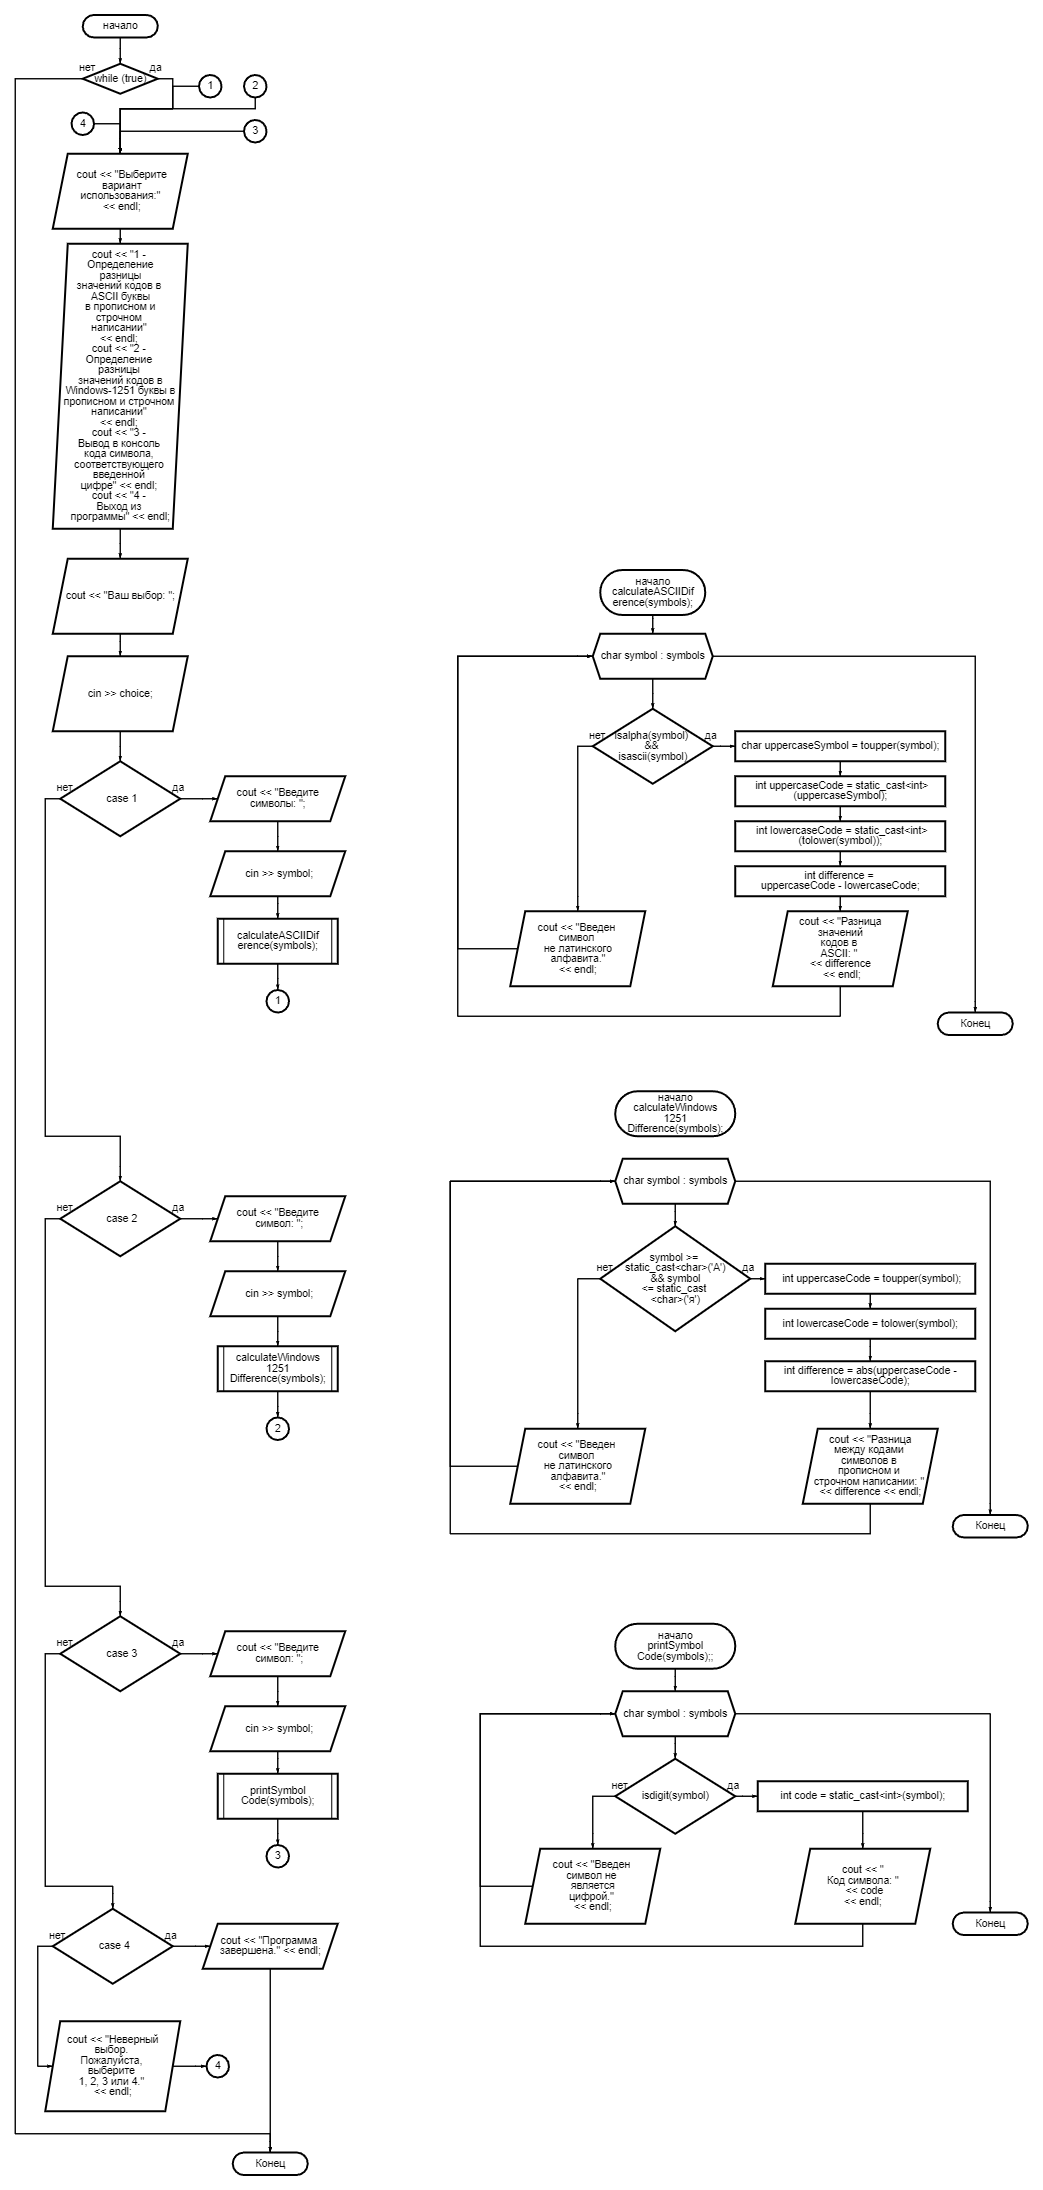 начало
нет
да
while (true)
1
2
4
3
cout << "Выберите
вариант
использования:"
<< endl;
cout << "1 -
Определение
разницы
значений кодов в
ASCII буквы
в прописном и
строчном
написании"
<< endl;
cout << "2 -
Определение
разницы
значений кодов в
Windows-1251 буквы в
прописном и строчном
написании"
<< endl;
cout << "3 -
Вывод в консоль
кода символа,
соответствующего
введенной
цифре" << endl;
cout << "4 -
Выход из
программы" << endl;
cout << "Ваш выбор: ";
cin >> choice;
нет
да
case 1
cout << "Введите
символы: ";
cin >> symbol;
calculateASCIIDif
erence(symbols);
1
нет
да
case 2
cout << "Введите
символ: ";
cin >> symbol;
calculateWindows
1251
Difference(symbols);
2
нет
да
case 3
cout << "Введите
символ: ";
cin >> symbol;
printSymbol
Code(symbols);
3
нет
да
case 4
cout << "Программа
завершена." << endl;
cout << "Неверный
выбор.
Пожалуйста,
выберите
1, 2, 3 или 4."
<< endl;
4
Конец
начало
calculateASCIIDif
erence(symbols);
char symbol : symbols
нет
да
isalpha(symbol)
&&
isascii(symbol)
char uppercaseSymbol = toupper(symbol);
int uppercaseCode = static_cast<int>
(uppercaseSymbol);
int lowercaseCode = static_cast<int>
(tolower(symbol));
int difference =
uppercaseCode - lowercaseCode;
cout << "Введен
символ
не латинского
алфавита."
<< endl;
cout << "Разница
значений
кодов в
ASCII: "
<< difference
<< endl;
Конец
начало
calculateWindows
1251
Difference(symbols);
char symbol : symbols
нет
да
symbol >=
static_cast<char>('А')
&& symbol
<= static_cast
<char>('я')
int uppercaseCode = toupper(symbol);
int lowercaseCode = tolower(symbol);
int difference = abs(uppercaseCode -
lowercaseCode);
cout << "Введен
символ
не латинского
алфавита."
<< endl;
cout << "Разница
между кодами
символов в
прописном и
строчном написании: "
<< difference << endl;
Конец
начало
printSymbol
Code(symbols);;
char symbol : symbols
нет
да
isdigit(symbol)
int code = static_cast<int>(symbol);
cout << "Введен
символ не
является
цифрой."
<< endl;
cout << "
Код символа: "
<< code
<< endl;
Конец